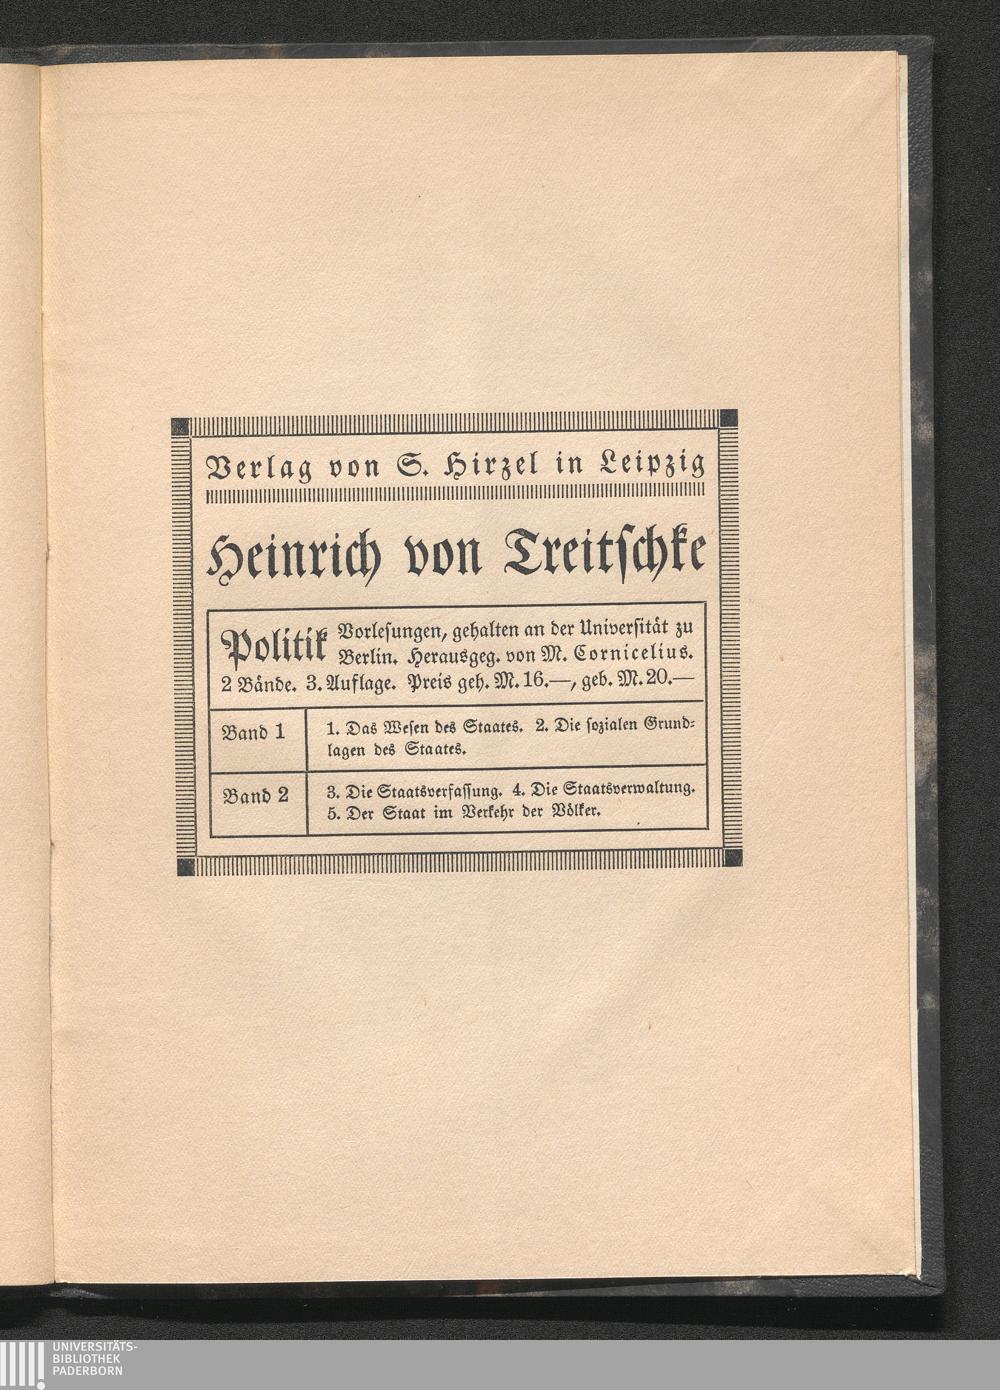 Verlag von S. Hirzel in Leipzig
Heinrich von Treitſchke
Politik Vorleſungen, gehalten an der Univerſität zu
Berlin. Herausgeg. von M. Cornicelius.
2 Bände. 3. Auflage. Preis geh. M. 16.—, geb. M. 20.—
Band 1
1. Das Weſen des Staates. 2. Die ſozialen Grund-
lagen des Staates.
Band 2
3. Die Staatsverfaſſung. 4. Die Staatsverwaltung.
5. Der Staat im Verkehr der Völker.
UNIVERSITÄTS-
BIBLIOTHEK
PADERBORN